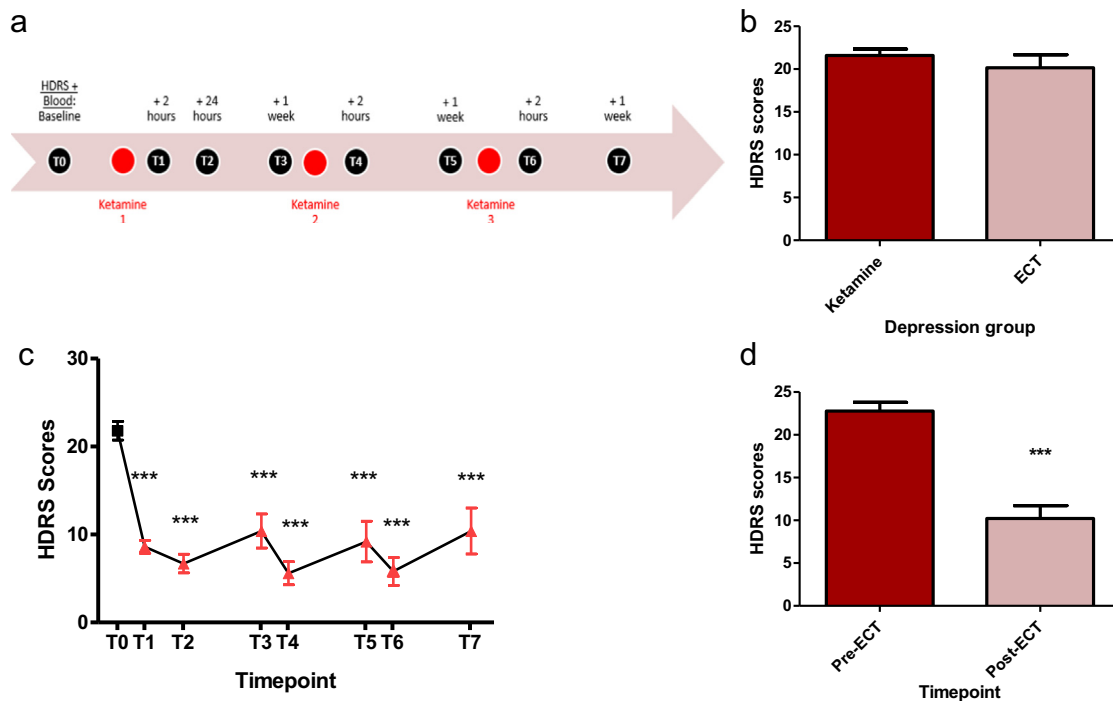 a
HDRS +
Blood:
Baseline
+ 2
hours
+ 24
hours
+ 1
week
+ 2
hours
+ 1
week
+ 2
hours
+ 1
week
T0
T1
T2
T3
T4
T5
T6
T7
Ketamine
1
Ketamine
2
Ketamine
3
b
HDRS scores
25
20
15
10
5
0
Ketamine
ECT
Depression group
c
HDRS Scores
30
20
10
0
***
***
***
***
***
***
***
T0 T1 T2 T3 T4 T5 T6 T7
Timepoint
d
HDRS scores
25
20
15
10
5
0
***
Pre-ECT
Post-ECT
Timepoint